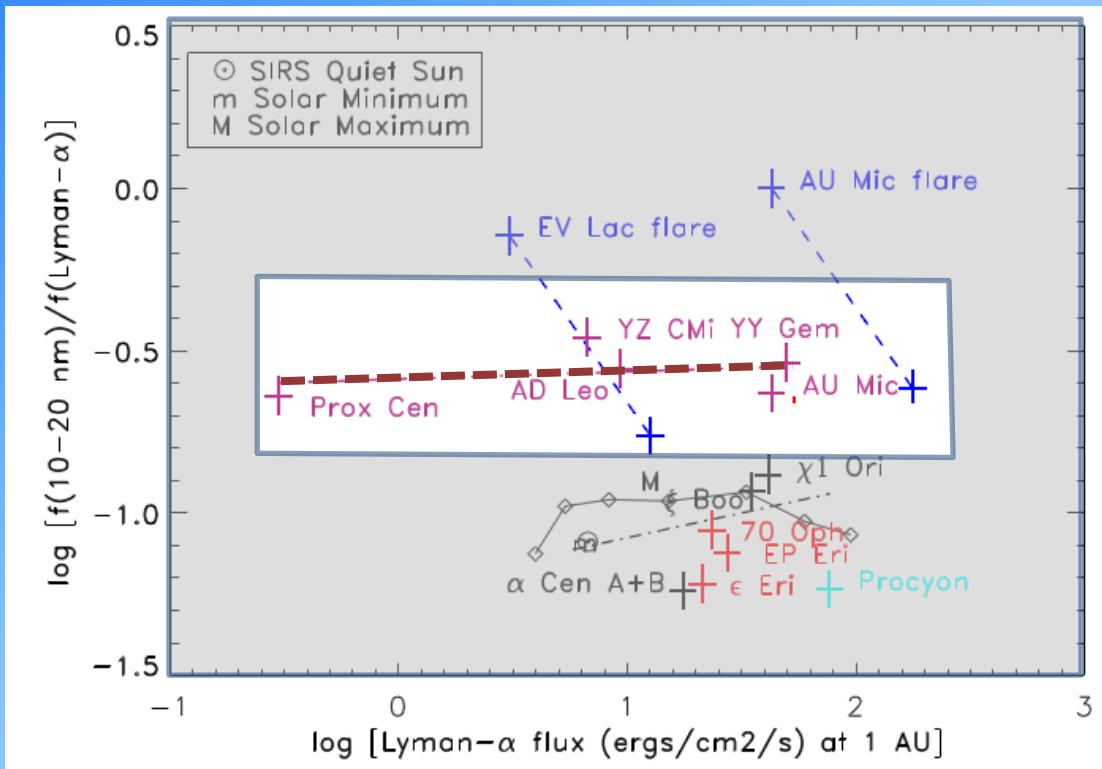 0.5
⊙ SIRS Quiet Sun
m Solar Minimum
M Solar Maximum
0.0
AU Mic flare
EV Lac flare
YZ CMi YY Gem
−0.5
AD Leo
AU Mic
Prox Cen
M
χ1 Ori
ξ Boo
−1.0
m
70 Oph
EP Eri
α Cen A+B
ϵ Eri
Procyon
−1.5
−1 0 1 2 3
log [Lyman-α flux (ergs/cm2/s) at 1 AU]
log [f(10−20 nm)/f(Lyman-α)]